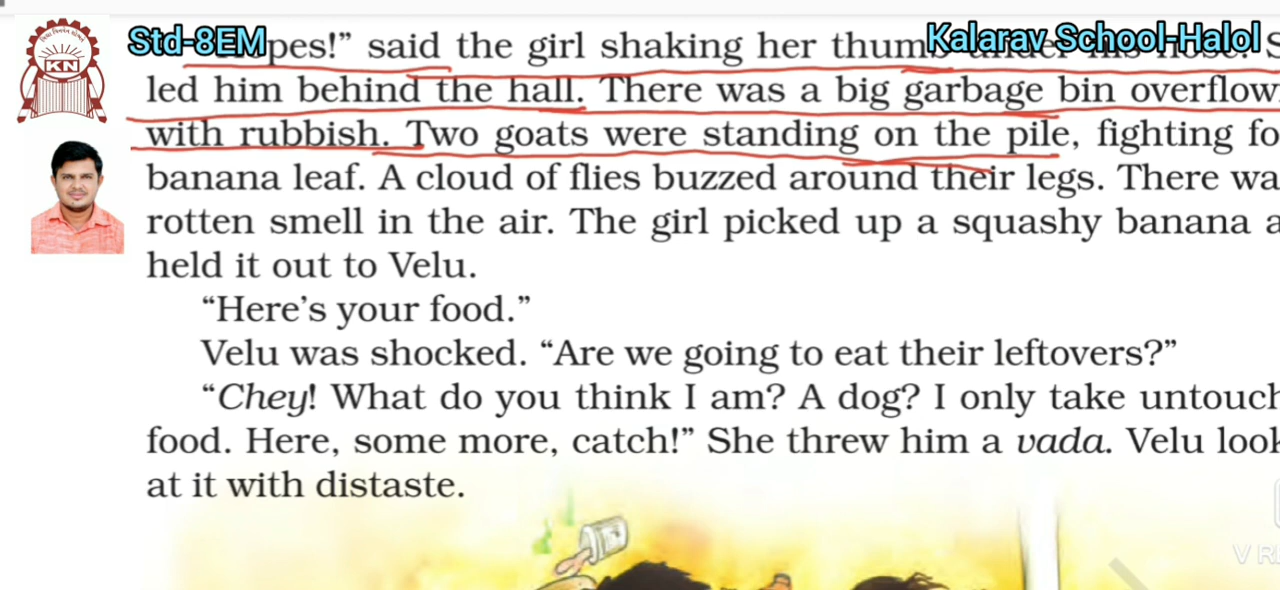 Std-8EM
Kalarav School-Halol
pes!” said the girl shaking her
led him behind the hall. There was a big garbage bin overflow
with rubbish. Two goats were standing on the pile, fighting fo
banana leaf. A cloud of flies buzzed around their legs. There wa
rotten smell in the air. The girl picked up a squashy banana a
held it out to Velu.
“Here’s your food.”
Velu was shocked. “Are we going to eat their leftovers?”
“Chey! What do you think I am? A dog? I only take untouch
food. Here, some more, catch!” She threw him a vada. Velu look
at it with distaste.
KN